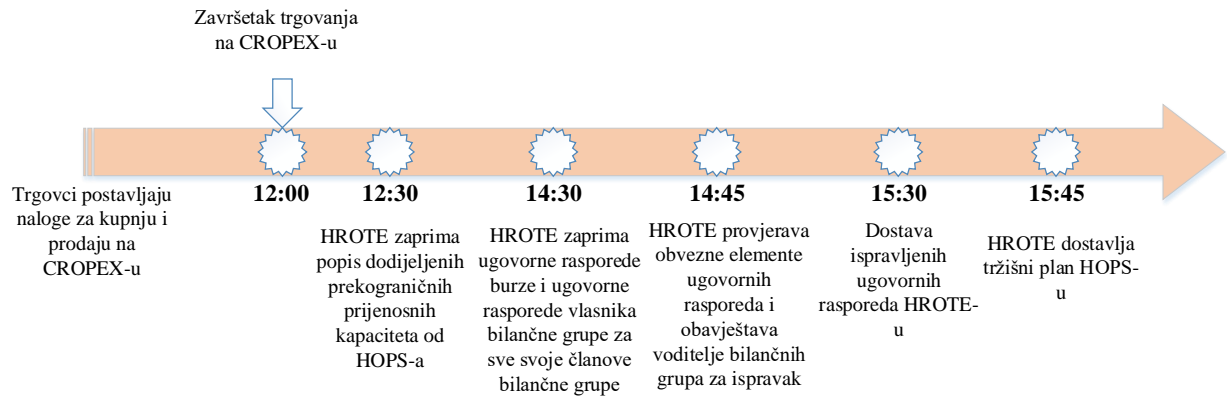 Završetak trgovanja
na CROPEX-u
Trgovci postavljaju
naloge za kupnju i
prodaju na
CROPEX-u
12:00
12:30
HROTE zaprima
popis dodijeljenih
prekograničnih
prijenosnih
kapaciteta od
HOPS-a
14:30
HROTE zaprima
ugovorne rasporede
burze i ugovorne
rasporede vlasnika
bilančne grupe za
sve svoje članove
bilančne grupe
14:45
HROTE provjerava
obvezne elemente
ugovornih
rasporeda i
obavještava
voditelje bilančnih
grupa za ispravak
15:30
Dostava
ispravljenih
ugovornih
rasporeda HROTE-
u
15:45
HROTE dostavlja
tržišni plan HOPS-
u